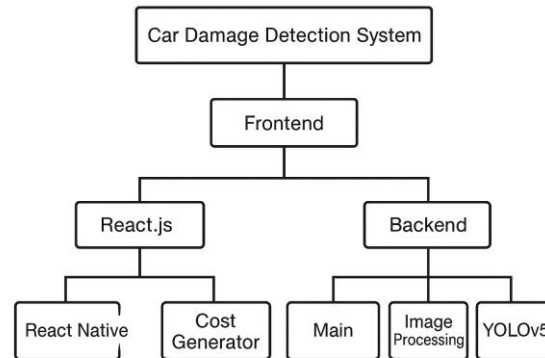 Car Damage Detection System
Frontend
React.js
Backend
React Native
Cost
Generator
Main
Image
Processing
YOLOv5